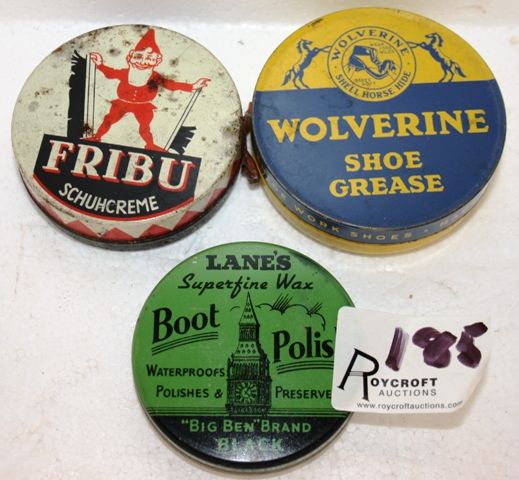 FRIBU
SCHUHCREME
WOLVERINE
SHELL HORSE HIDE
WOLVERINE
SHOE
GREASE
WORK SHOES
LANE'S
Superfine Wax
Boot
Polis
WATERPROOFS
POLISHES & PRESERVE
"BIG BEN" BRAND
BLACK
185
ROYCROFT
AUCTIONS
www.roycroftauctions.com